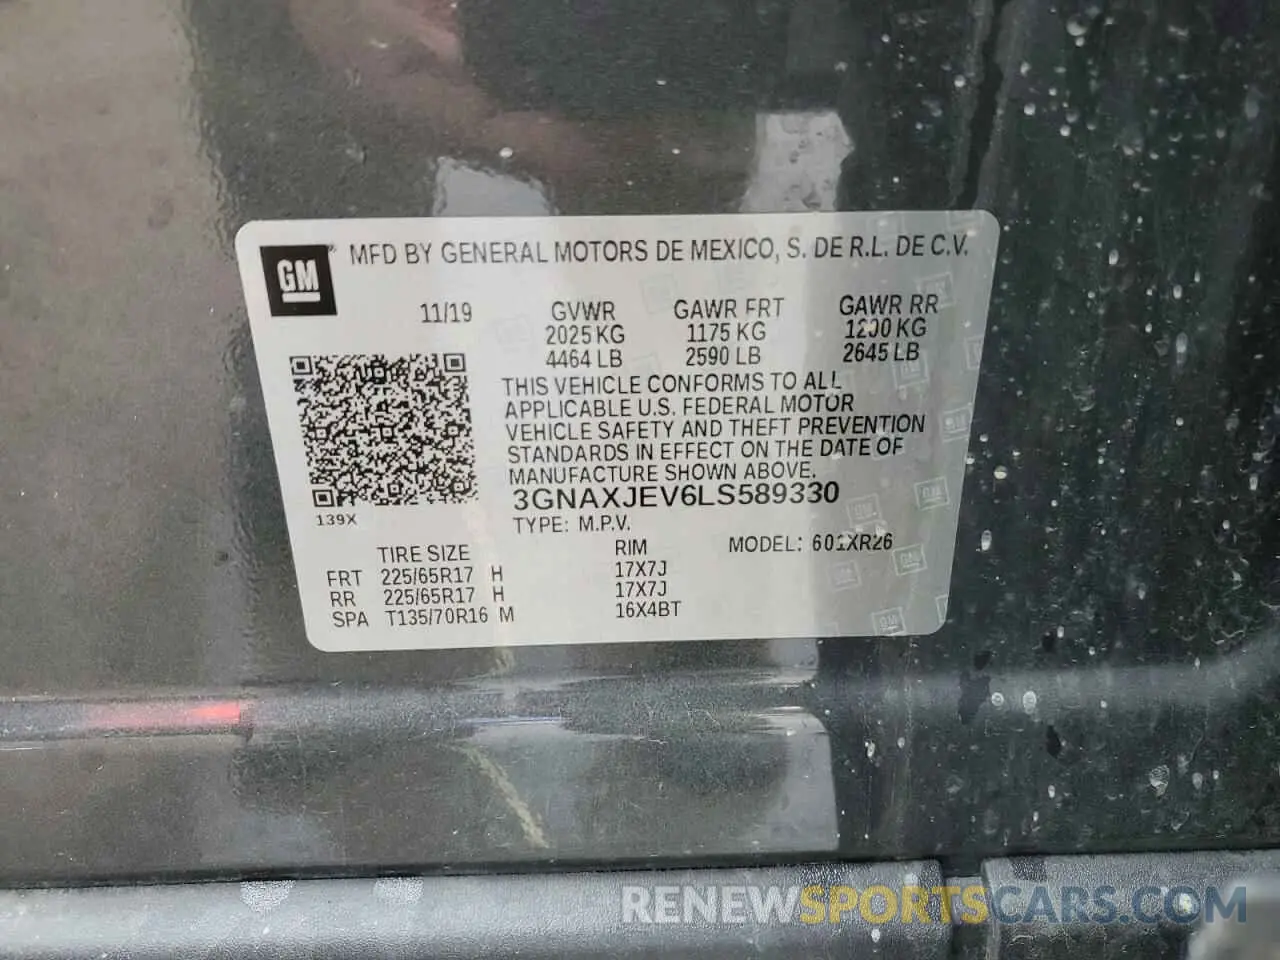 GM ® MFD BY GENERAL MOTORS DE MEXICO, S. DE R.L. DE C.V.
11/19 GVWR GAWR FRT GAWR RR
2025 KG 1175 KG 1200 KG
4464 LB 2590 LB 2645 LB
THIS VEHICLE CONFORMS TO ALL
APPLICABLE U.S. FEDERAL MOTOR
VEHICLE SAFETY AND THEFT PREVENTION
STANDARDS IN EFFECT ON THE DATE OF
MANUFACTURE SHOWN ABOVE.
3GNAXJEV6LS589330
139X
TYPE: M.P.V.
MODEL: 601XR26
TIRE SIZE RIM
FRT 225/65R17 H 17X7J
RR 225/65R17 H 17X7J
SPA T135/70R16 M 16X4BT
RENEWSPORTSCARS.COM